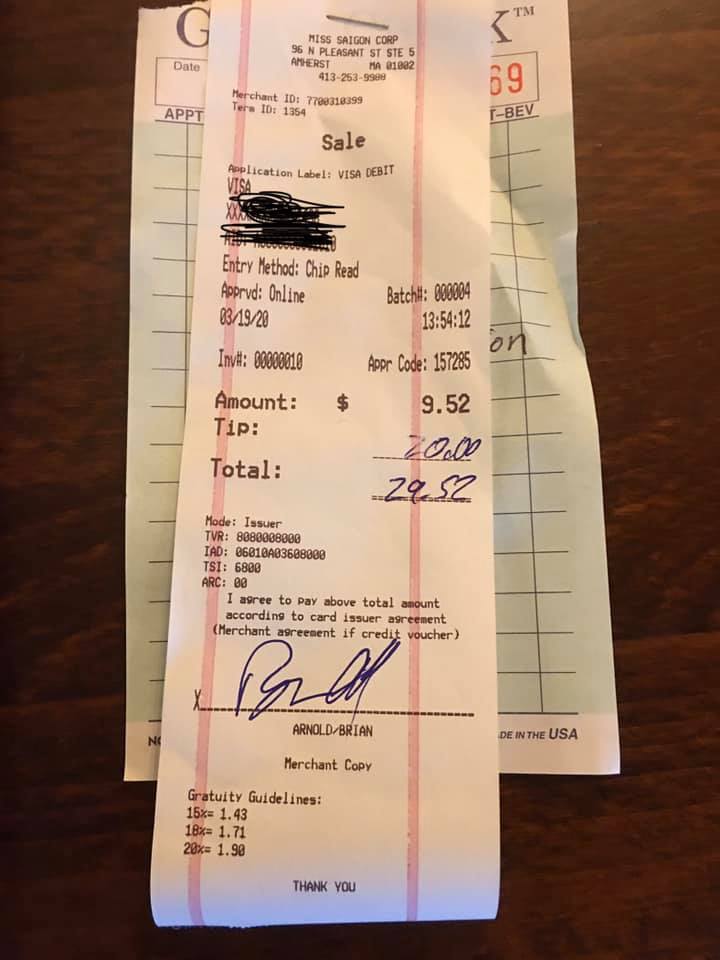 G K™
Date 69
APPT T-BEV
on
MISS SAIGON CORP
96 N PLEASANT ST STE 5
AMHERST MA 01002
413-253-9988
Merchant ID: 7700310399
Term ID: 1354
Sale
Application Label: VISA DEBIT
VISA
Entry Method: Chip Read
Apprvd: Online Batch#: 000004
03/19/20 13:54:12
Inv#: 00000010 Appr Code: 157285
Amount: $ 9.52
Tip: 20.00
Total: 29.52
Mode: Issuer
TVR: 8080008000
IAD: 06010A03608000
TSI: 6800
ARC: 00
I agree to pay above total amount
according to card issuer agreement
(Merchant agreement if credit voucher)
X
ARNOLD/BRIAN
Merchant Copy
Gratuity Guidelines:
15%= 1.43
18%= 1.71
20%= 1.90
THANK YOU
NO DE IN THE USA